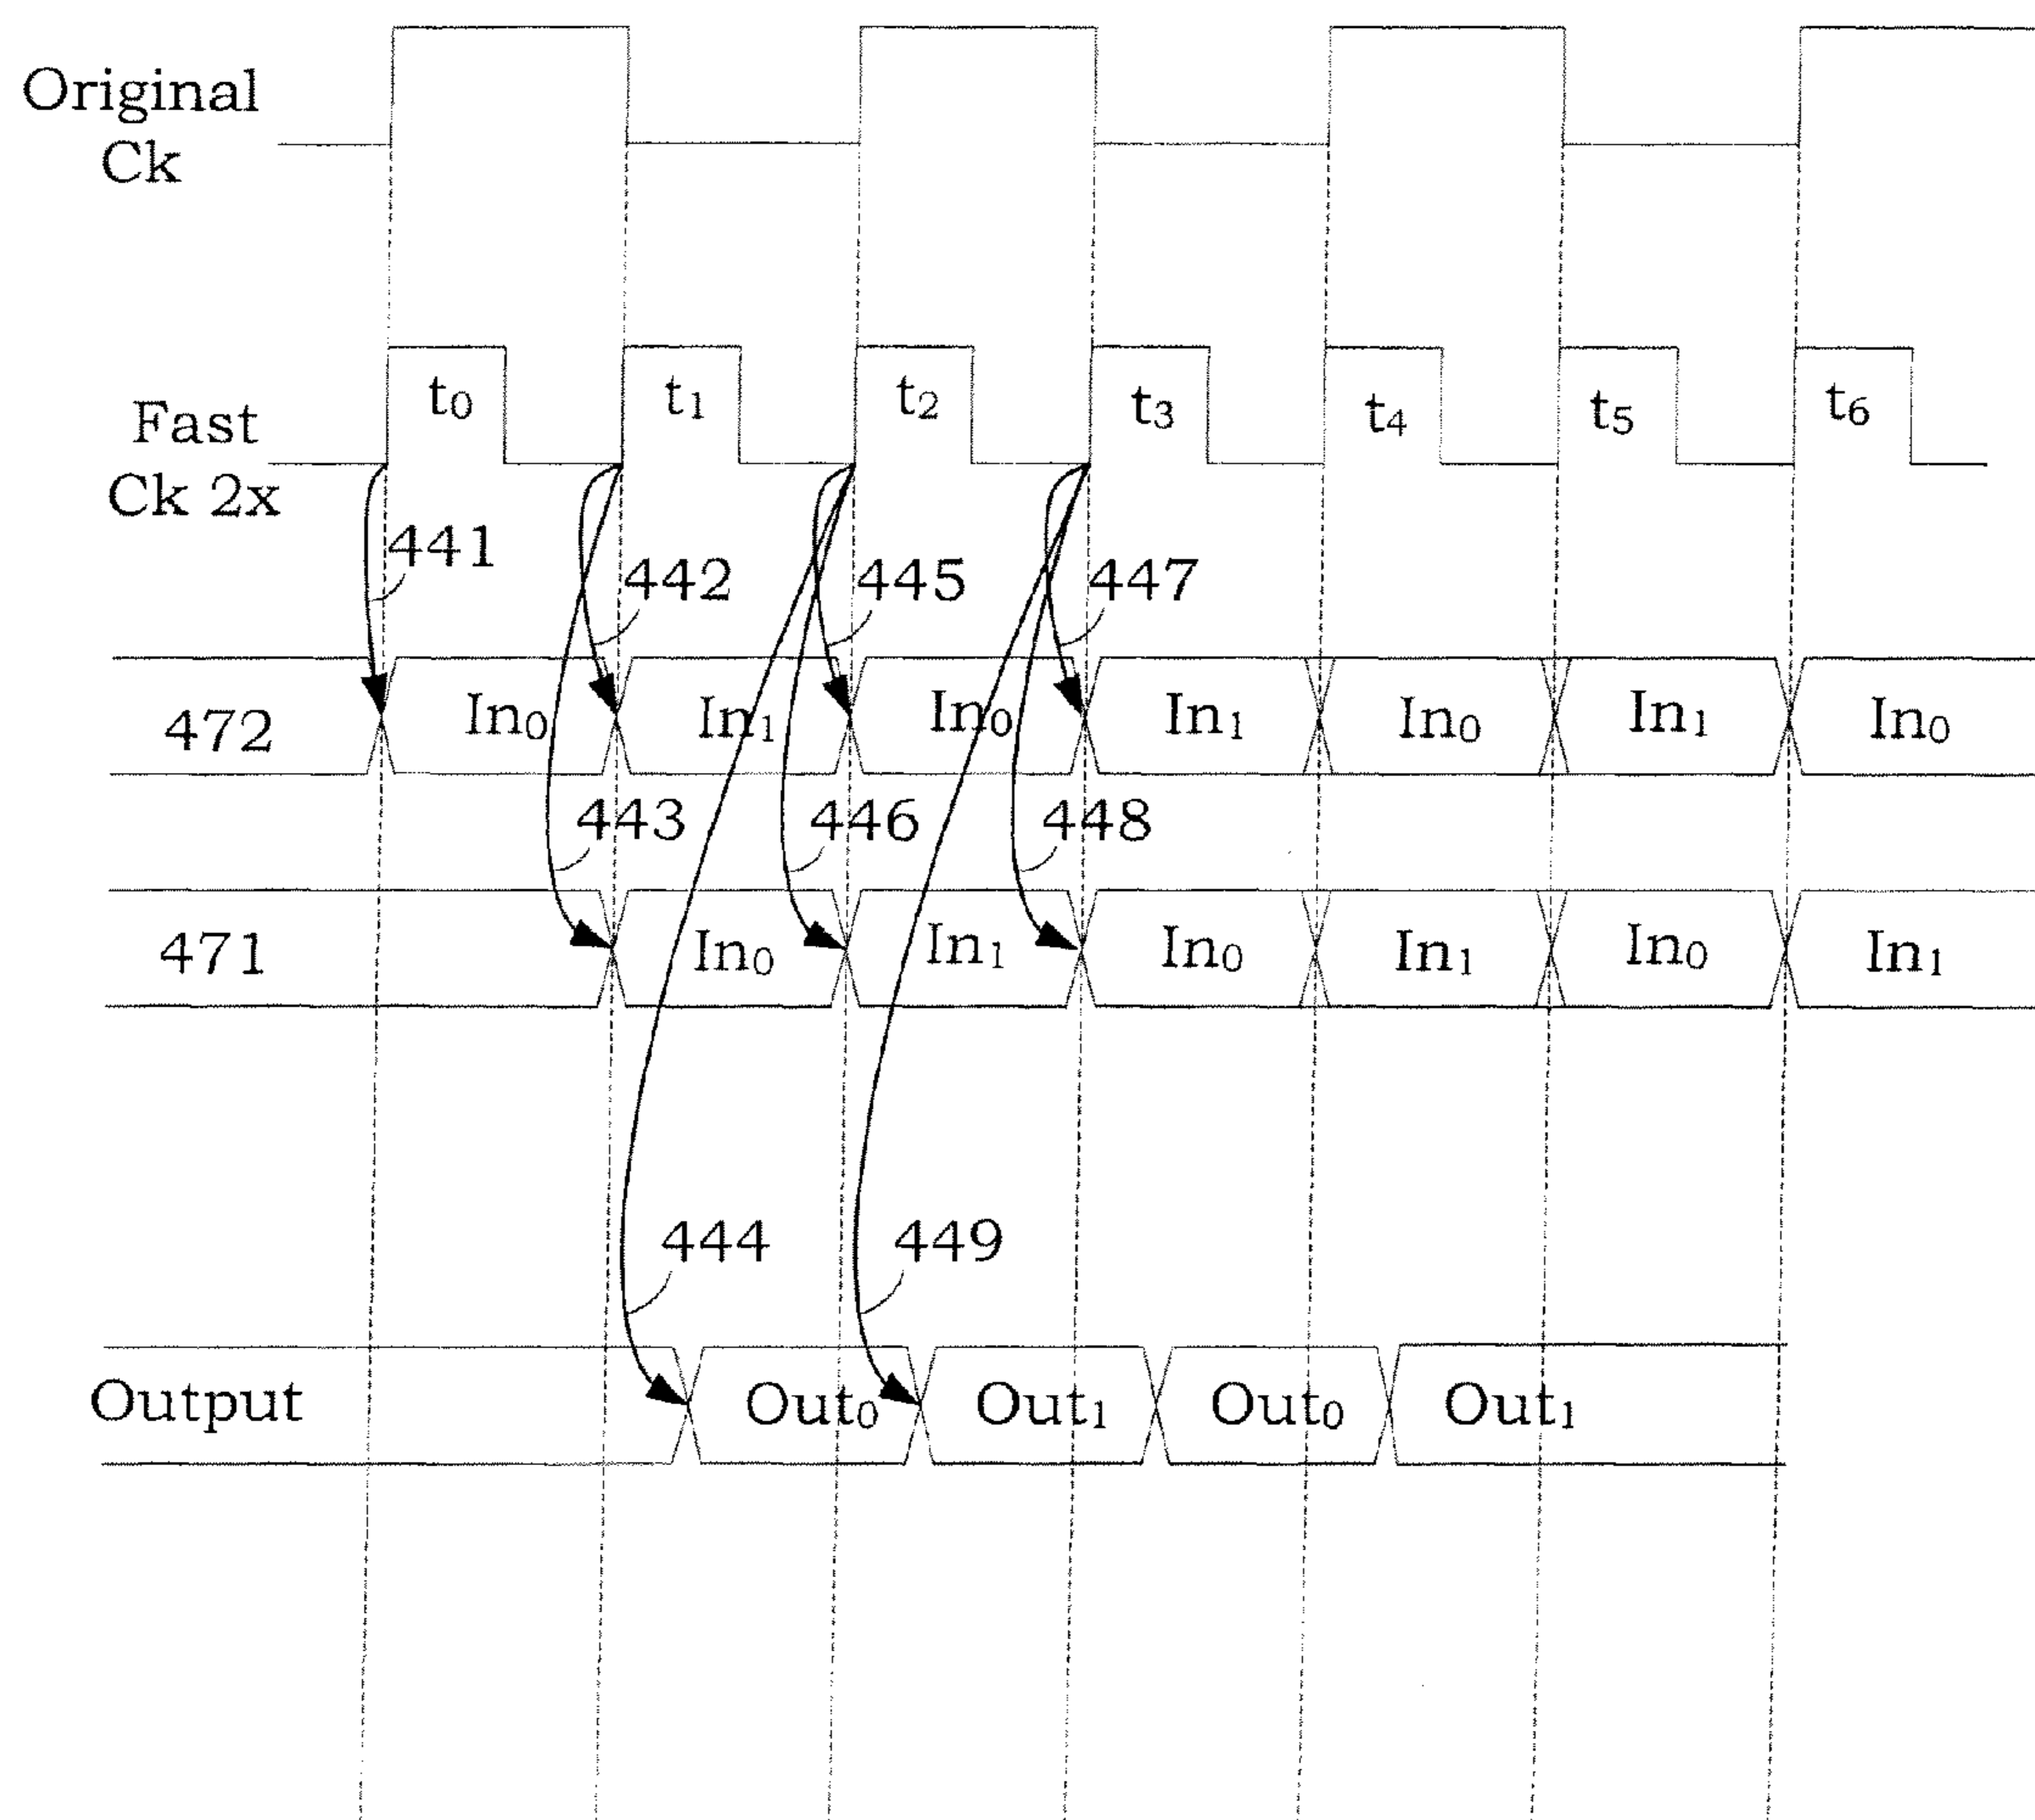 Original
Ck
Fast
Ck 2x
t₀ t₁ t₂ t₃ t₄ t₅ t₆
441 442 445 447
472 In₀ In₁ In₀ In₁ In₀ In₁ In₀
443 446 448
471 In₀ In₁ In₀ In₁ In₀ In₁
444 449
Output Out₀ Out₁ Out₀ Out₁